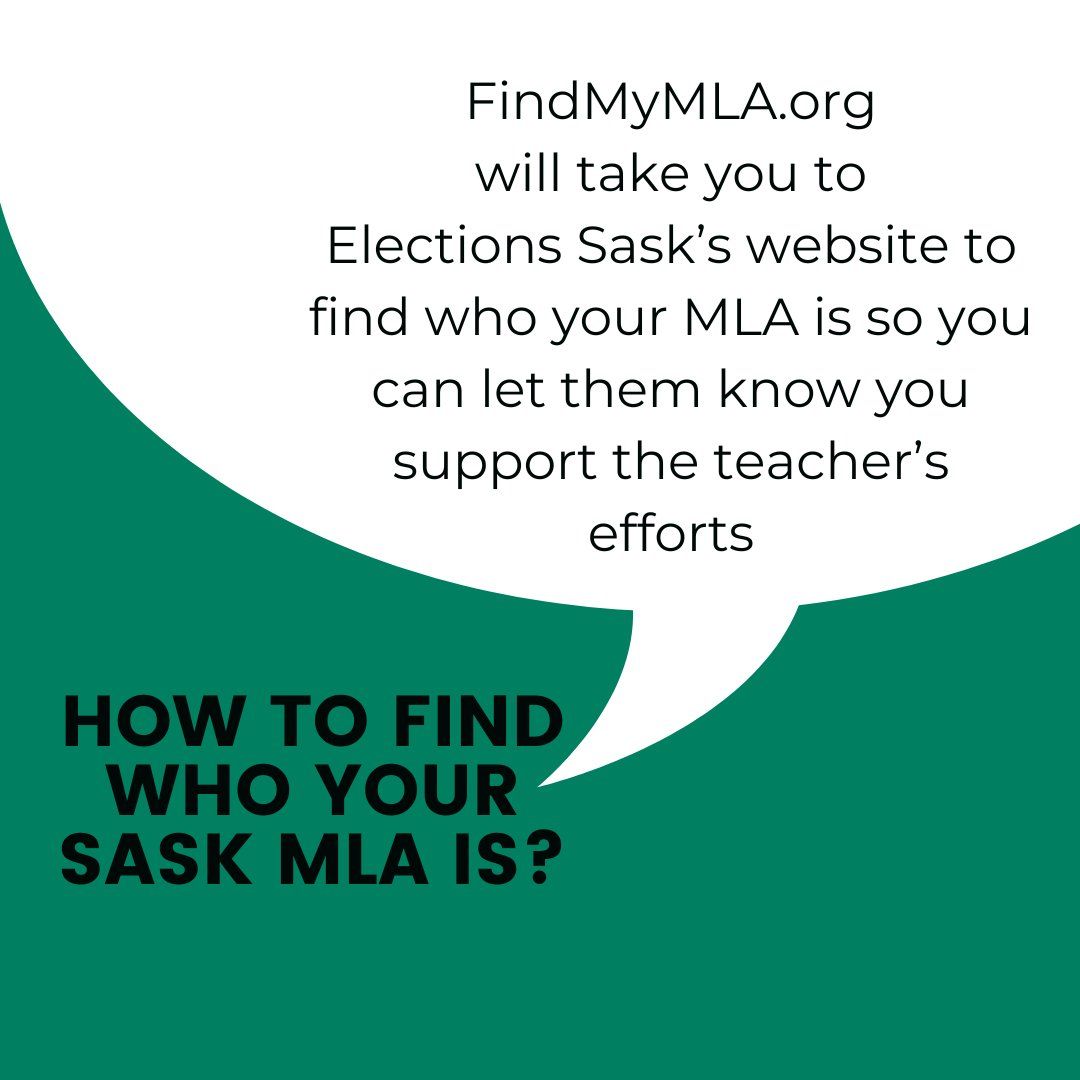 FindMyMLA.org
will take you to
Elections Sask’s website to
find who your MLA is so you
can let them know you
support the teacher’s
efforts
HOW TO FIND
WHO YOUR
SASK MLA IS?